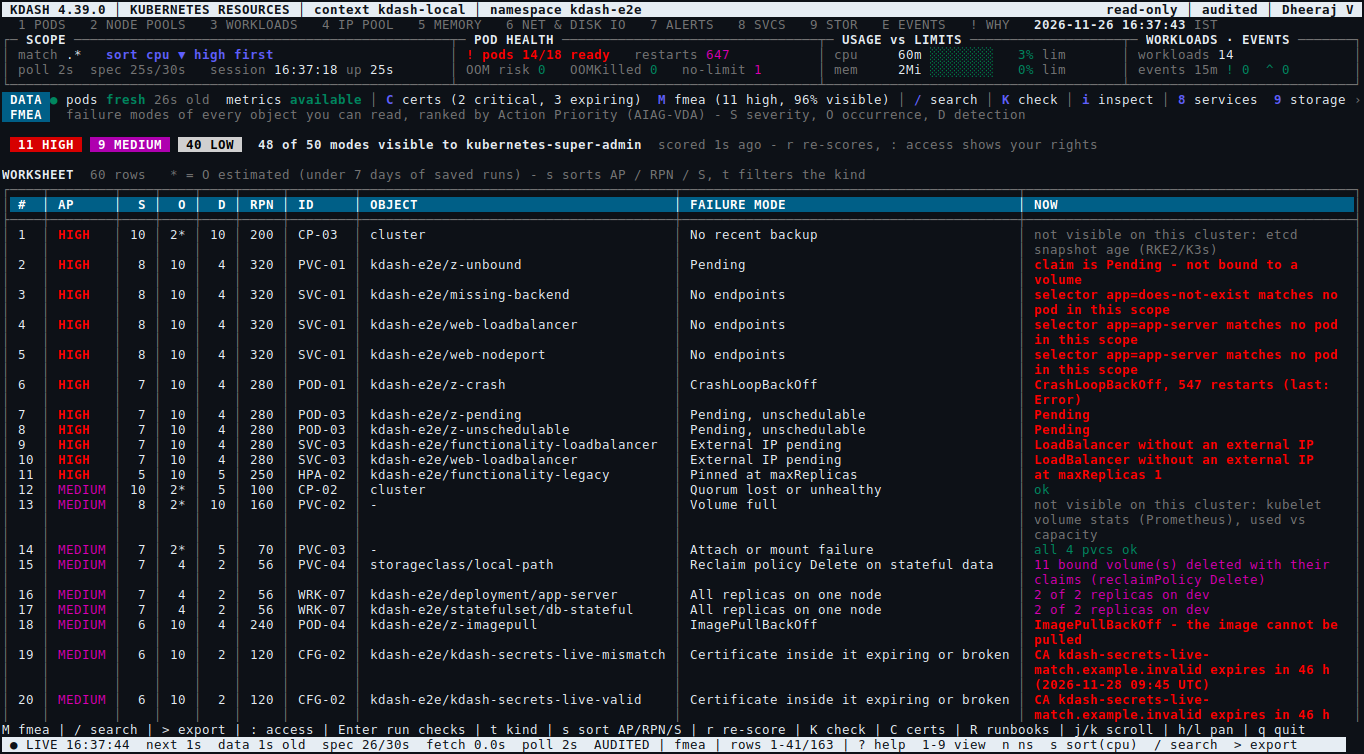 KDASH 4.39.0 │ KUBERNETES RESOURCES │ context kdash-local │ namespace kdash-e2e read-only │ audited │ Dheeraj V
1 PODS 2 NODE POOLS 3 WORKLOADS 4 IP POOL 5 MEMORY 6 NET & DISK IO 7 ALERTS 8 SVCS 9 STOR E EVENTS ! WHY 2026-11-26 16:37:43 IST
SCOPE POD HEALTH USAGE vs LIMITS WORKLOADS · EVENTS
match .* sort cpu ▼ high first ! pods 14/18 ready restarts 647 cpu 60m 3% lim workloads 14
poll 2s spec 25s/30s session 16:37:18 up 25s OOM risk 0 OOMKilled 0 no-limit 1 mem 2Mi 0% lim events 15m ! 0 ^ 0
DATA ● pods fresh 26s old metrics available │ C certs (2 critical, 3 expiring) M fmea (11 high, 96% visible) │ / search │ K check │ i inspect │ 8 services 9 storage ›
FMEA failure modes of every object you can read, ranked by Action Priority (AIAG-VDA) - S severity, O occurrence, D detection
11 HIGH 9 MEDIUM 40 LOW 48 of 50 modes visible to kubernetes-super-admin scored 1s ago - r re-scores, : access shows your rights
WORKSHEET 60 rows * = O estimated (under 7 days of saved runs) - s sorts AP / RPN / S, t filters the kind
# │ AP │ S │ O │ D │ RPN │ ID │ OBJECT │ FAILURE MODE │ NOW
1 │ HIGH │ 10 │ 2* │ 10 │ 200 │ CP-03 │ cluster │ No recent backup │ not visible on this cluster: etcd
snapshot age (RKE2/K3s)
2 │ HIGH │ 8 │ 10 │ 4 │ 320 │ PVC-01 │ kdash-e2e/z-unbound │ Pending │ claim is Pending - not bound to a
volume
3 │ HIGH │ 8 │ 10 │ 4 │ 320 │ SVC-01 │ kdash-e2e/missing-backend │ No endpoints │ selector app=does-not-exist matches no
pod in this scope
4 │ HIGH │ 8 │ 10 │ 4 │ 320 │ SVC-01 │ kdash-e2e/web-loadbalancer │ No endpoints │ selector app=app-server matches no pod
in this scope
5 │ HIGH │ 8 │ 10 │ 4 │ 320 │ SVC-01 │ kdash-e2e/web-nodeport │ No endpoints │ selector app=app-server matches no pod
in this scope
6 │ HIGH │ 7 │ 10 │ 4 │ 280 │ POD-01 │ kdash-e2e/z-crash │ CrashLoopBackOff │ CrashLoopBackOff, 547 restarts (last:
Error)
7 │ HIGH │ 7 │ 10 │ 4 │ 280 │ POD-03 │ kdash-e2e/z-pending │ Pending, unschedulable │ Pending
8 │ HIGH │ 7 │ 10 │ 4 │ 280 │ POD-03 │ kdash-e2e/z-unschedulable │ Pending, unschedulable │ Pending
9 │ HIGH │ 7 │ 10 │ 4 │ 280 │ SVC-03 │ kdash-e2e/functionality-loadbalancer │ External IP pending │ LoadBalancer without an external IP
10 │ HIGH │ 7 │ 10 │ 4 │ 280 │ SVC-03 │ kdash-e2e/web-loadbalancer │ External IP pending │ LoadBalancer without an external IP
11 │ HIGH │ 5 │ 10 │ 5 │ 250 │ HPA-02 │ kdash-e2e/functionality-legacy │ Pinned at maxReplicas │ at maxReplicas 1
12 │ MEDIUM │ 10 │ 2* │ 5 │ 100 │ CP-02 │ cluster │ Quorum lost or unhealthy │ ok
13 │ MEDIUM │ 8 │ 2* │ 10 │ 160 │ PVC-02 │ - │ Volume full │ not visible on this cluster: kubelet
volume stats (Prometheus), used vs
capacity
14 │ MEDIUM │ 7 │ 2* │ 5 │ 70 │ PVC-03 │ - │ Attach or mount failure │ all 4 pvcs ok
15 │ MEDIUM │ 7 │ 4 │ 2 │ 56 │ PVC-04 │ storageclass/local-path │ Reclaim policy Delete on stateful data │ 11 bound volume(s) deleted with their
claims (reclaimPolicy Delete)
16 │ MEDIUM │ 7 │ 4 │ 2 │ 56 │ WRK-07 │ kdash-e2e/deployment/app-server │ All replicas on one node │ 2 of 2 replicas on dev
17 │ MEDIUM │ 7 │ 4 │ 2 │ 56 │ WRK-07 │ kdash-e2e/statefulset/db-stateful │ All replicas on one node │ 2 of 2 replicas on dev
18 │ MEDIUM │ 6 │ 10 │ 4 │ 240 │ POD-04 │ kdash-e2e/z-imagepull │ ImagePullBackOff │ ImagePullBackOff - the image cannot be
pulled
19 │ MEDIUM │ 6 │ 10 │ 2 │ 120 │ CFG-02 │ kdash-e2e/kdash-secrets-live-mismatch │ Certificate inside it expiring or broken │ CA kdash-secrets-live-
match.example.invalid expires in 46 h
(2026-11-28 09:45 UTC)
20 │ MEDIUM │ 6 │ 10 │ 2 │ 120 │ CFG-02 │ kdash-e2e/kdash-secrets-live-valid │ Certificate inside it expiring or broken │ CA kdash-secrets-live-
match.example.invalid expires in 46 h
M fmea | / search | > export | : access | Enter run checks | t kind | s sort AP/RPN/S | r re-score | K check | C certs | R runbooks | j/k scroll | h/l pan | q quit
● LIVE 16:37:44 next 1s data 1s old spec 26/30s fetch 0.0s poll 2s AUDITED | fmea | rows 1-41/163 | ? help 1-9 view n ns s sort(cpu) / search > export